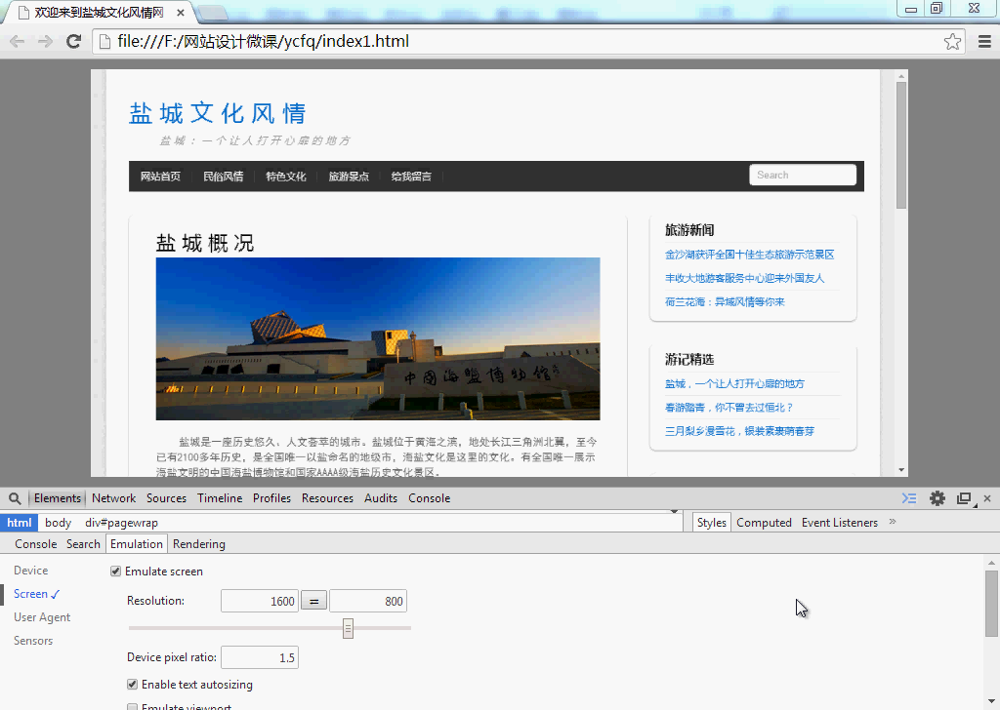 欢迎来到盐城文化风情网
file:///F:/网站设计微课/ycfq/index1.html
盐城文化风情
盐城：一个让人打开心扉的地方
网站首页 民俗风情 特色文化 旅游景点 给我留言 Search
盐城概况
中国海盐博物馆
盐城是一座历史悠久、人文荟萃的城市。盐城位于黄海之滨，地处长江三角洲北翼，至今
已有2100多年历史，是全国唯一以盐命名的地级市，海盐文化是这里的文化。有全国唯一展示
海盐文明的中国海盐博物馆和国家AAAA级海盐历史文化景区。
旅游新闻
金沙湖获评全国十佳生态旅游示范景区
丰收大地游客服务中心迎来外国友人
荷兰花海：异域风情等你来
游记精选
盐城，一个让人打开心扉的地方
春游踏青，你不曾去过恒北？
三月梨乡漫雪花，银装素裹萌春芽
Elements Network Sources Timeline Profiles Resources Audits Console
html body div#pagewrap
Styles Computed Event Listeners »
Console Search Emulation Rendering
Device
Screen ✓
User Agent
Sensors
Emulate screen
Resolution: 1600 = 800
Device pixel ratio: 1.5
Enable text autosizing
Emulate viewport